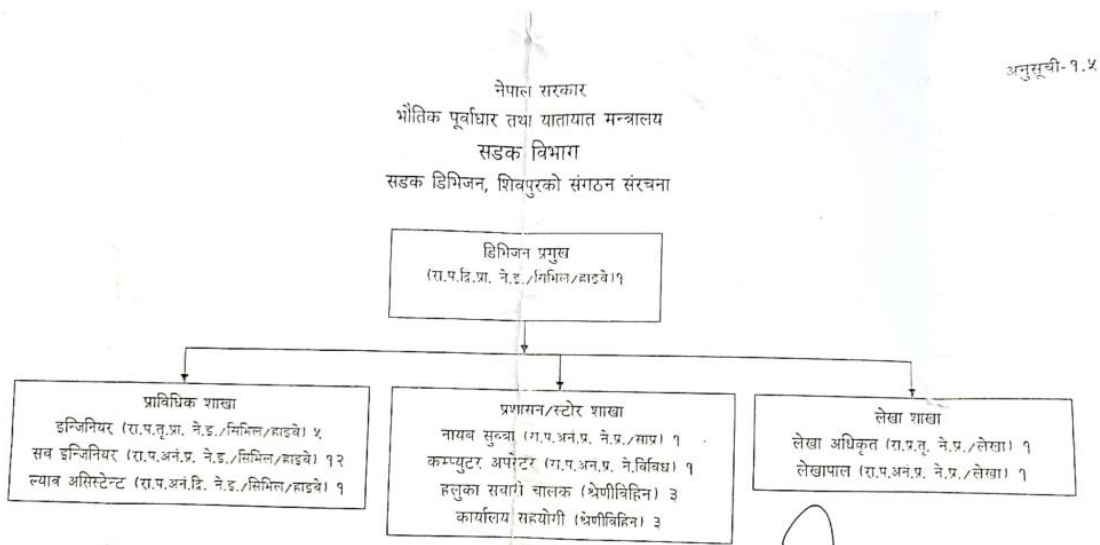 अनुसूची-१.५
नेपाल सरकार
भौतिक पूर्वाधार तथा यातायात मन्त्रालय
सडक विभाग
सडक डिभिजन, शिवपुरको संगठन संरचना
डिभिजन प्रमुख
(रा.प.द्वि.प्रा. ने.इ./सिभिल/हाइवे)१
प्राविधिक शाखा
इन्जिनियर (रा.प.तृ.प्रा. ने.इ./सिभिल/हाइवे) ५
सव इन्जिनियर (रा.प.अनं.प्र. ने.इ./सिभिल/हाइवे) १२
ल्याब असिस्टेन्ट (रा.प.अनं.द्वि. ने.इ./सिभिल/हाइवे) १
प्रशासन/स्टोर शाखा
नायब सुब्बा (रा.प.अनं.प्र. ने.प्र./साप्र) १
कम्प्युटर अपरेटर (रा.प.अन.प्र. ने.विविध) १
हलुका सवारी चालक (श्रेणीविहिन) ३
कार्यालय सहयोगी (श्रेणीविहिन) ३
लेखा शाखा
लेखा अधिकृत (रा.प्र.तृ. ने.प्र./लेखा) १
लेखापाल (रा.प.अनं.प्र. ने.प्र./लेखा) १